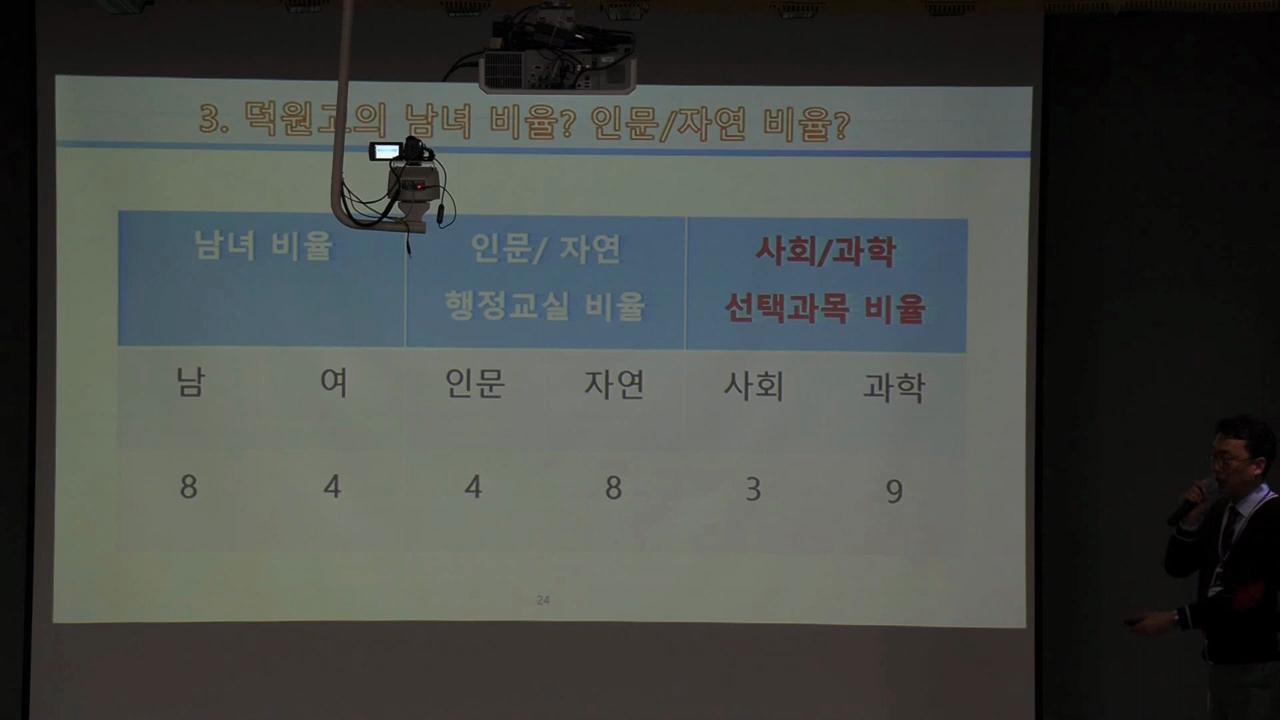 3. 덕원고의 남녀 비율? 인문/자연 비율?
남녀 비율
인문/ 자연
행정교실 비율
사회/과학
선택과목 비율
남 여 인문 자연 사회 과학
8 4 4 8 3 9
24